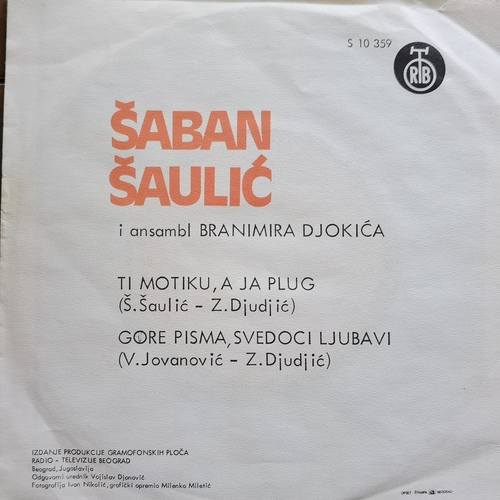 S 10 359
RTB
ŠABAN
ŠAULIĆ
i ansambl BRANIMIRA DJOKIĆA
TI MOTIKU, A JA PLUG
(Š.Šaulić – Z.Djudjić)
GORE PISMA, SVEDOCI LJUBAVI
(V.Jovanović – Z.Djudjić)
IZDANJE PRODUKCIJE GRAMOFONSKIH PLOČA
RADIO – TELEVIZIJE BEOGRAD
Beograd, Jugoslavija
Odgovorni urednik Vojislav Djonović
Fotografija Ivan Nikolić, grafički opremio Milenko Miletić